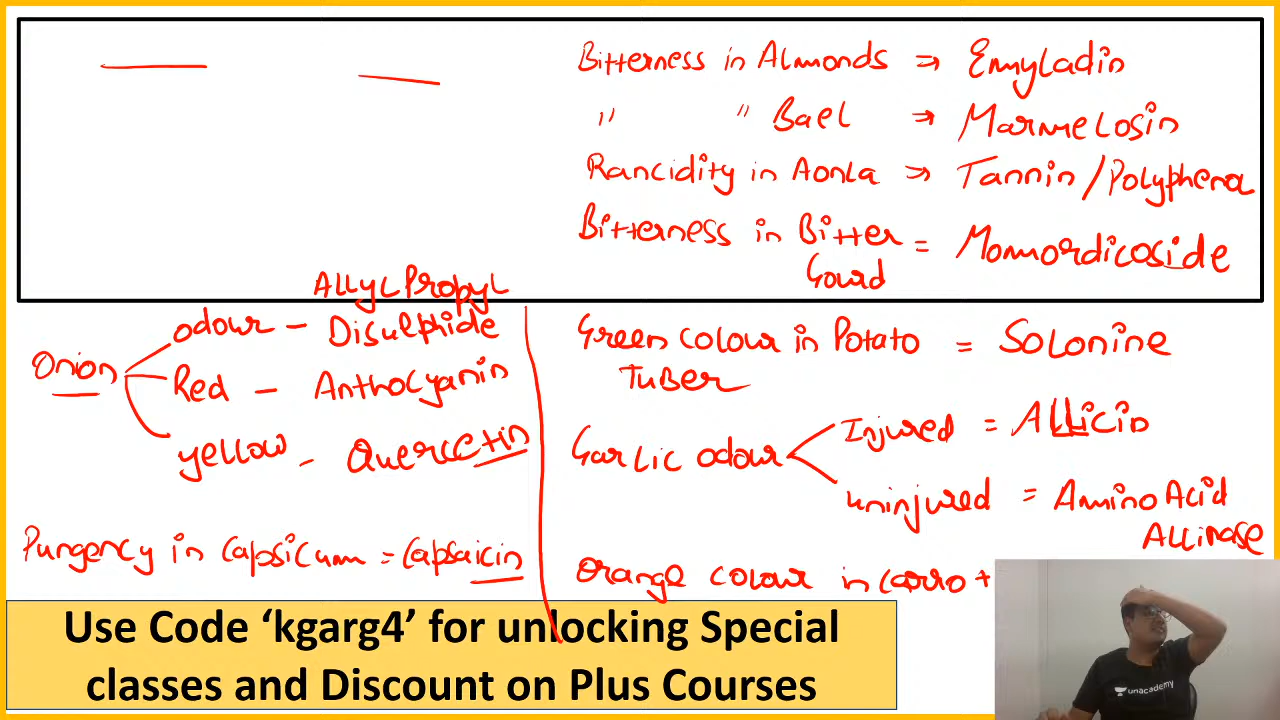 Bitterness in Almonds ⇒ Emyladin
" " Bael → Marmelosin
Rancidity in Aonla → Tannin/Polyphenol
Bitterness in Bitter Gourd = Momordicoside
Onion
odour - Allyl Propyl Disulphide
Red - Anthocyanin
yellow - Quercetin
Pungency in Capsicum = Capsaicin
Green colour in Potato Tuber = Solonine
Garlic odour
Injured = Allicin
uninjured = Amino Acid Allinase
Orange colour in Carrot
Use Code 'kgarg4' for unlocking Special
classes and Discount on Plus Courses
unacademy